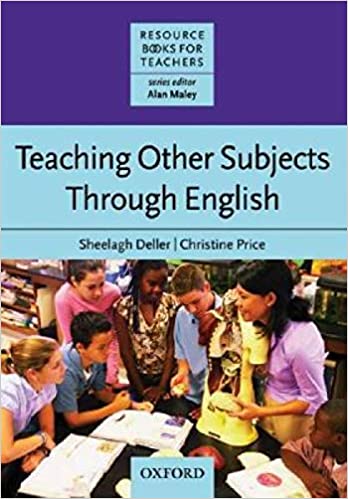 RESOURCE
BOOKS FOR
TEACHERS
series editor
Alan Maley
Teaching Other Subjects
Through English
Sheelagh Deller | Christine Price
OXFORD